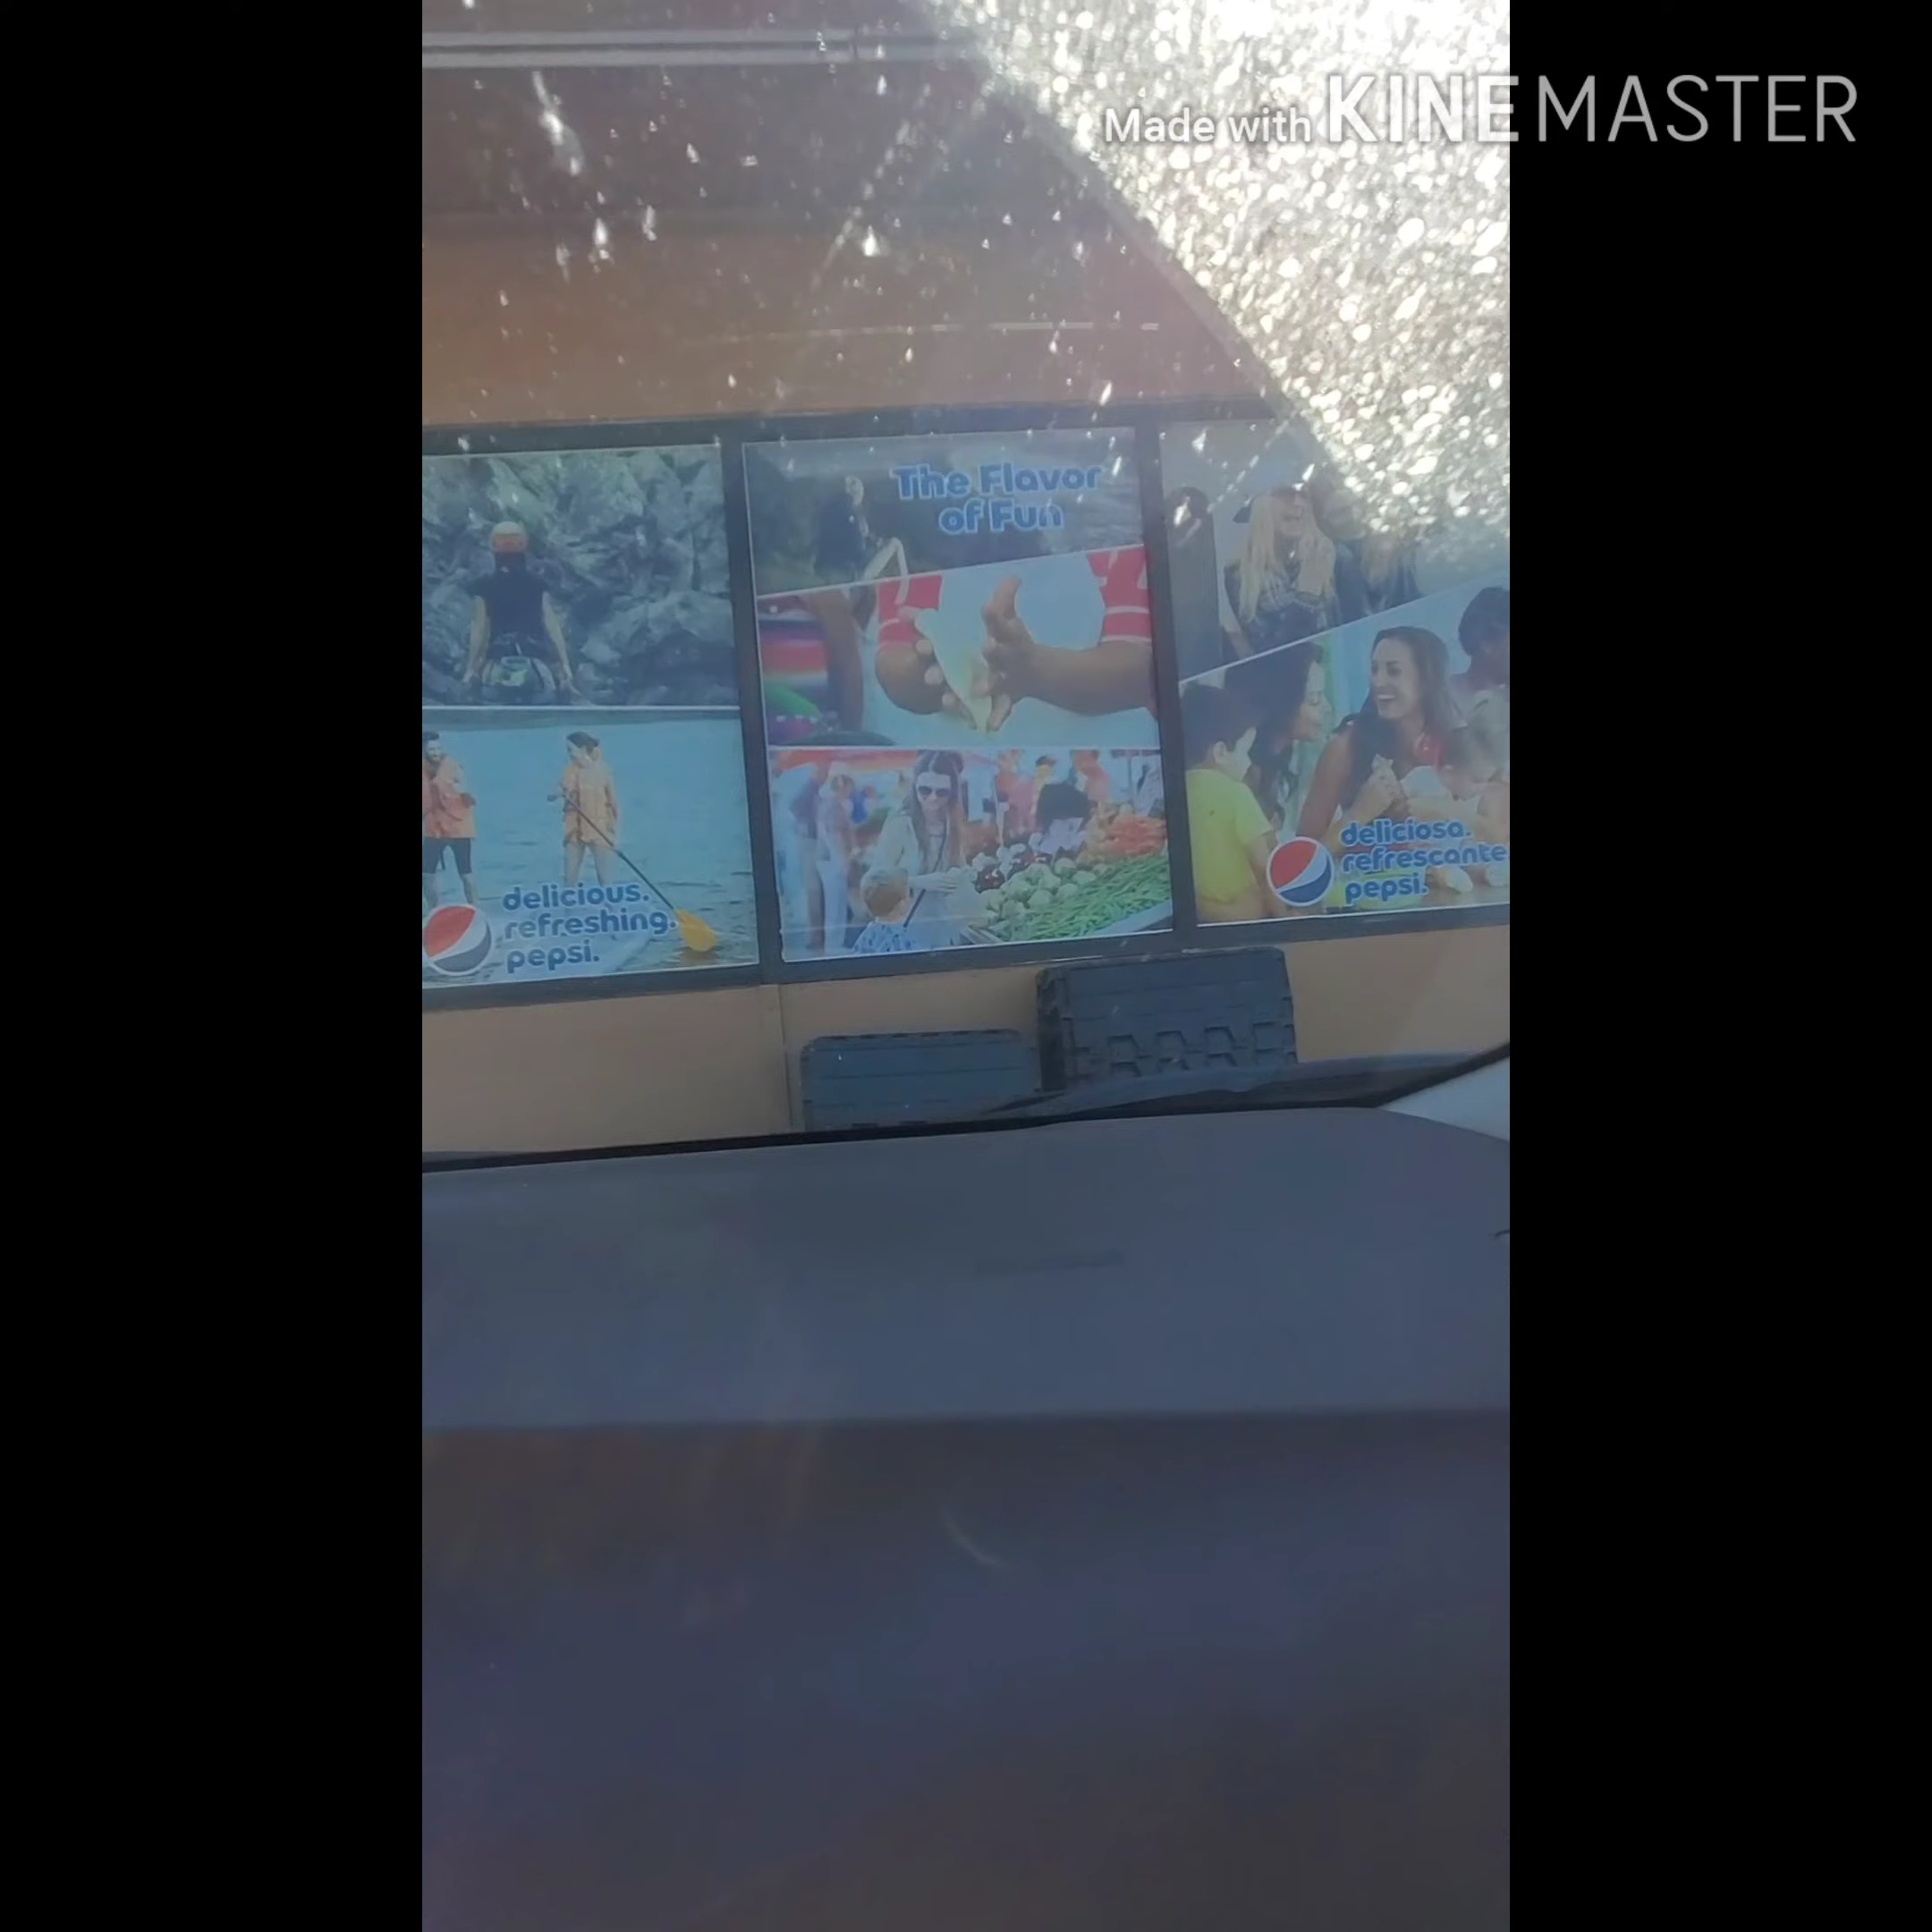 Made with KINEMASTER
The Flavor
of Fun
delicious.
refreshing.
pepsi.
deliciosa.
refrescante
pepsi.